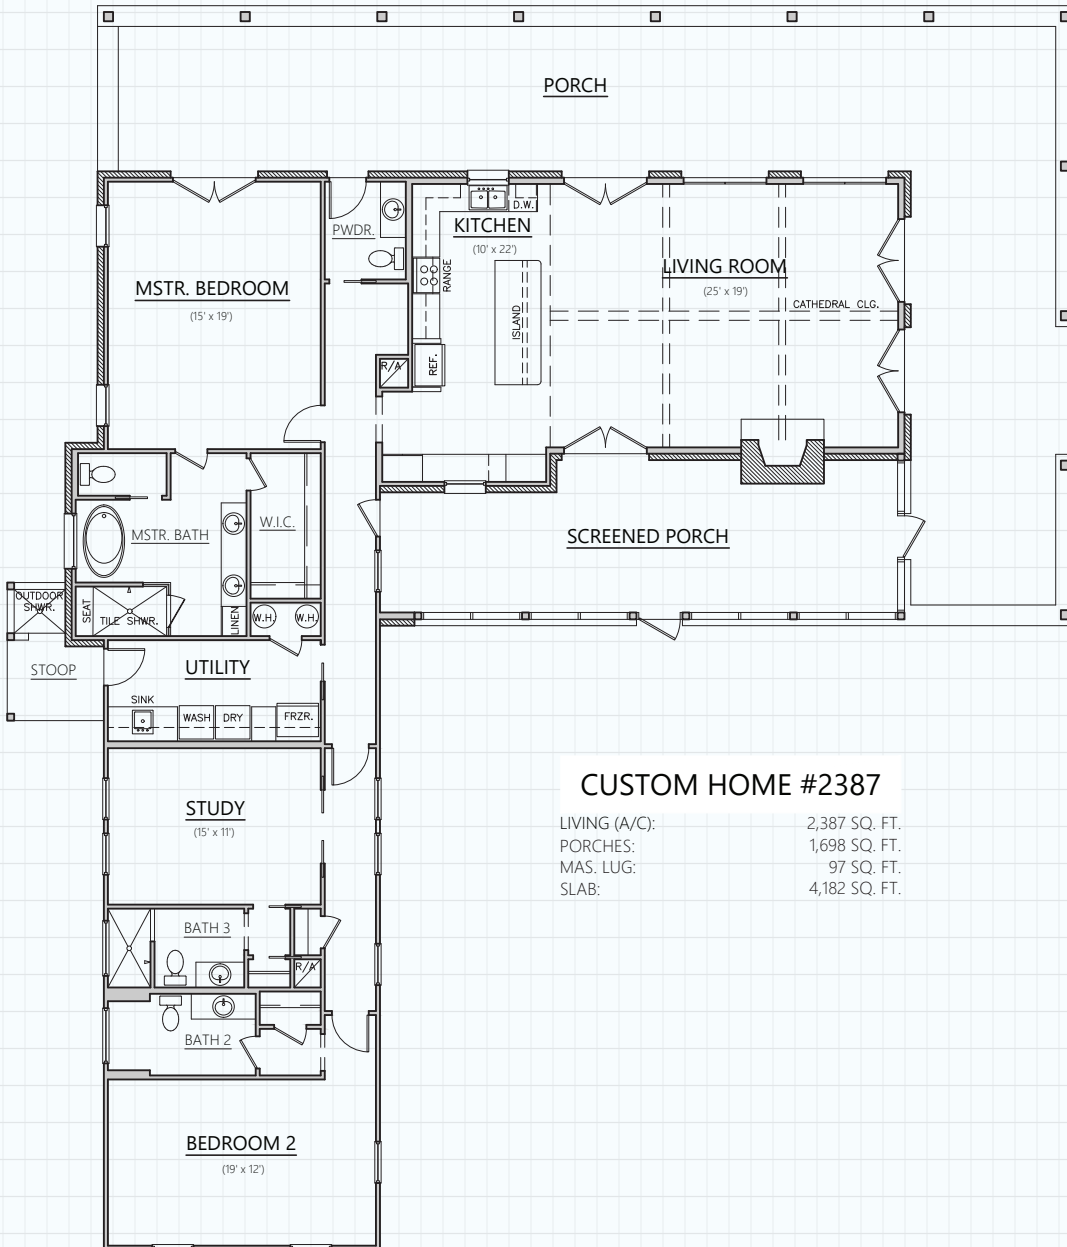 PORCH
PWDR.
D.W.
KITCHEN
(10' x 22')
RANGE
LIVING ROOM
(25' x 19')
CATHEDRAL CLG.
MSTR. BEDROOM
(15' x 19')
ISLAND
R/A
REF.
W.I.C.
MSTR. BATH
SCREENED PORCH
OUTDOOR
SHWR.
SEAT
TILE SHWR.
LINEN
W.H.
W.H.
STOOP
UTILITY
SINK
WASH
DRY
FRZR.
STUDY
(15' x 11')
CUSTOM HOME #2387
LIVING (A/C): 2,387 SQ. FT.
PORCHES: 1,698 SQ. FT.
MAS. LUG: 97 SQ. FT.
SLAB: 4,182 SQ. FT.
BATH 3
R/A
BATH 2
BEDROOM 2
(19' x 12')